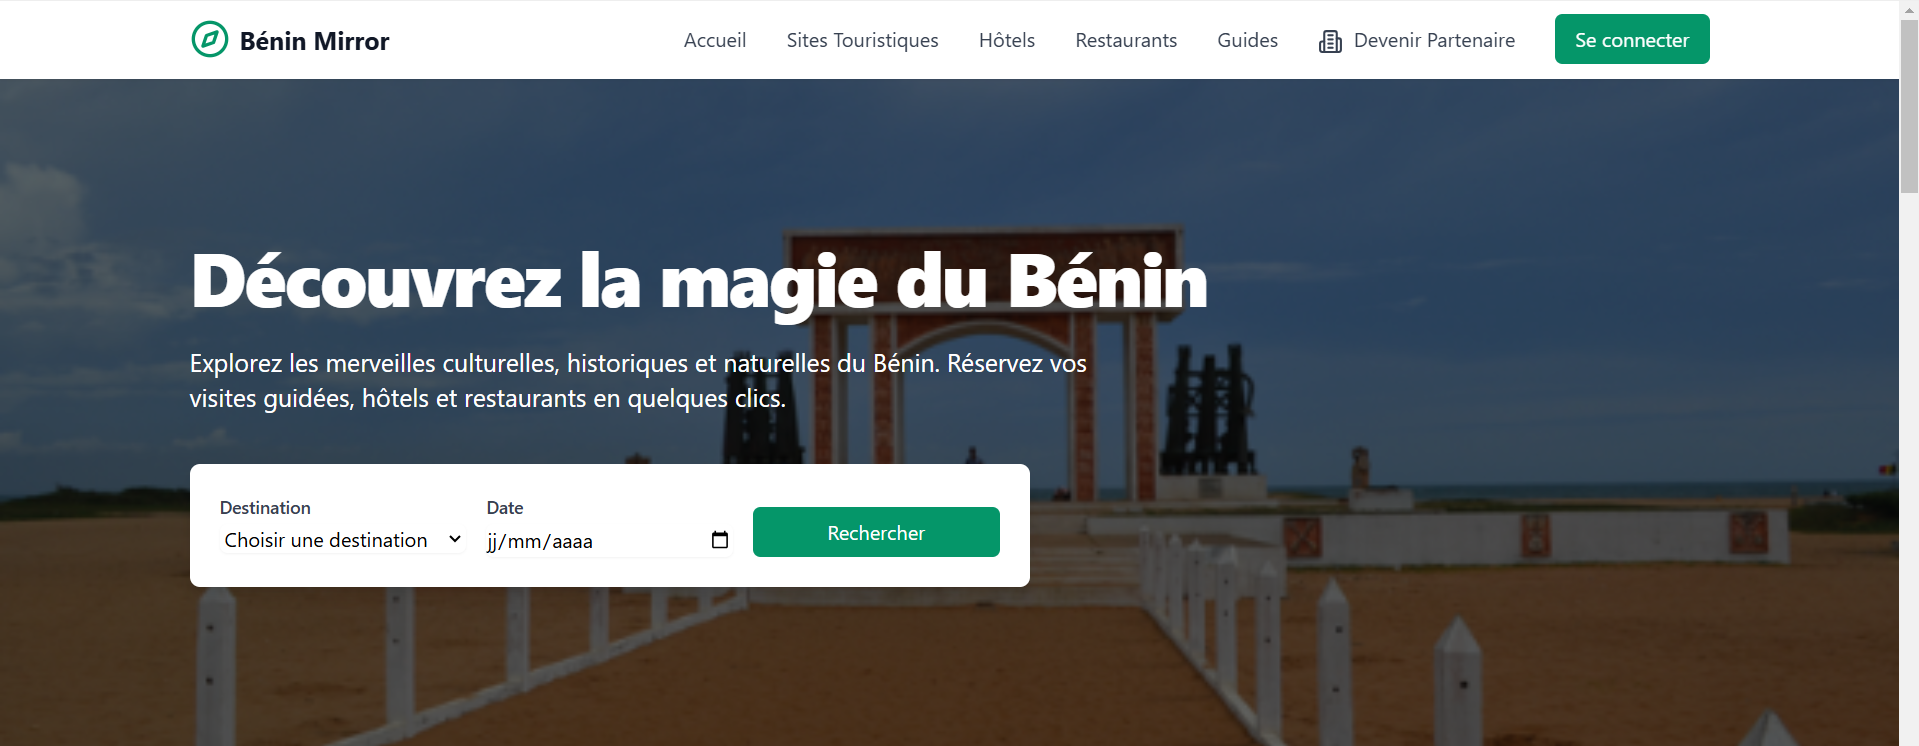 Bénin Mirror
Accueil
Sites Touristiques
Hôtels
Restaurants
Guides
Devenir Partenaire
Se connecter
Découvrez la magie du Bénin
Explorez les merveilles culturelles, historiques et naturelles du Bénin. Réservez vos
visites guidées, hôtels et restaurants en quelques clics.
Destination
Choisir une destination
Date
jj/mm/aaaa
Rechercher